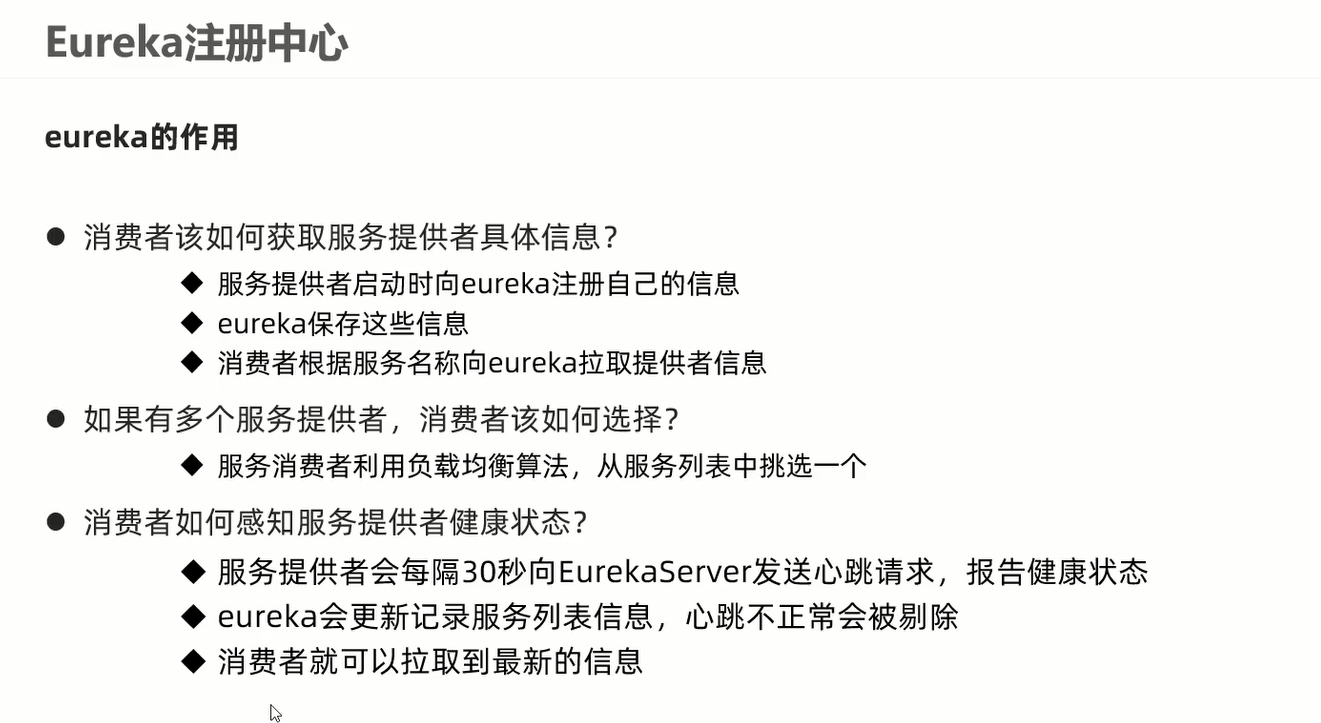 Eureka注册中心
eureka的作用
消费者该如何获取服务提供者具体信息？
服务提供者启动时向eureka注册自己的信息
eureka保存这些信息
消费者根据服务名称向eureka拉取提供者信息
如果有多个服务提供者，消费者该如何选择？
服务消费者利用负载均衡算法，从服务列表中挑选一个
消费者如何感知服务提供者健康状态？
服务提供者会每隔30秒向EurekaServer发送心跳请求，报告健康状态
eureka会更新记录服务列表信息，心跳不正常会被剔除
消费者就可以拉取到最新的信息